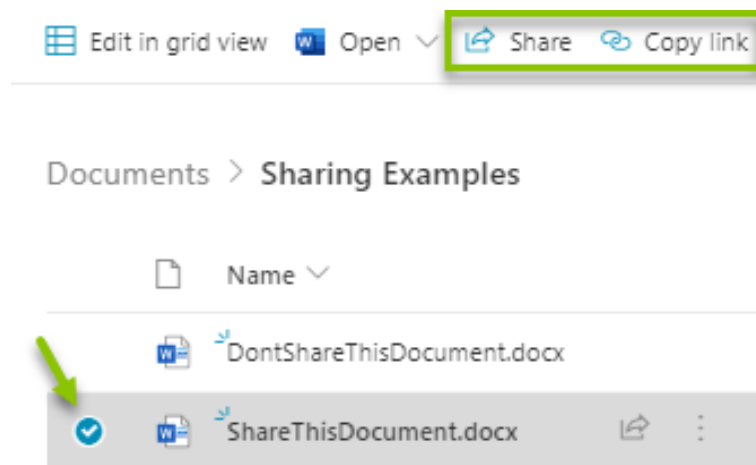 Edit in grid view Open Share Copy link
Documents > Sharing Examples
Name
DontShareThisDocument.docx
ShareThisDocument.docx